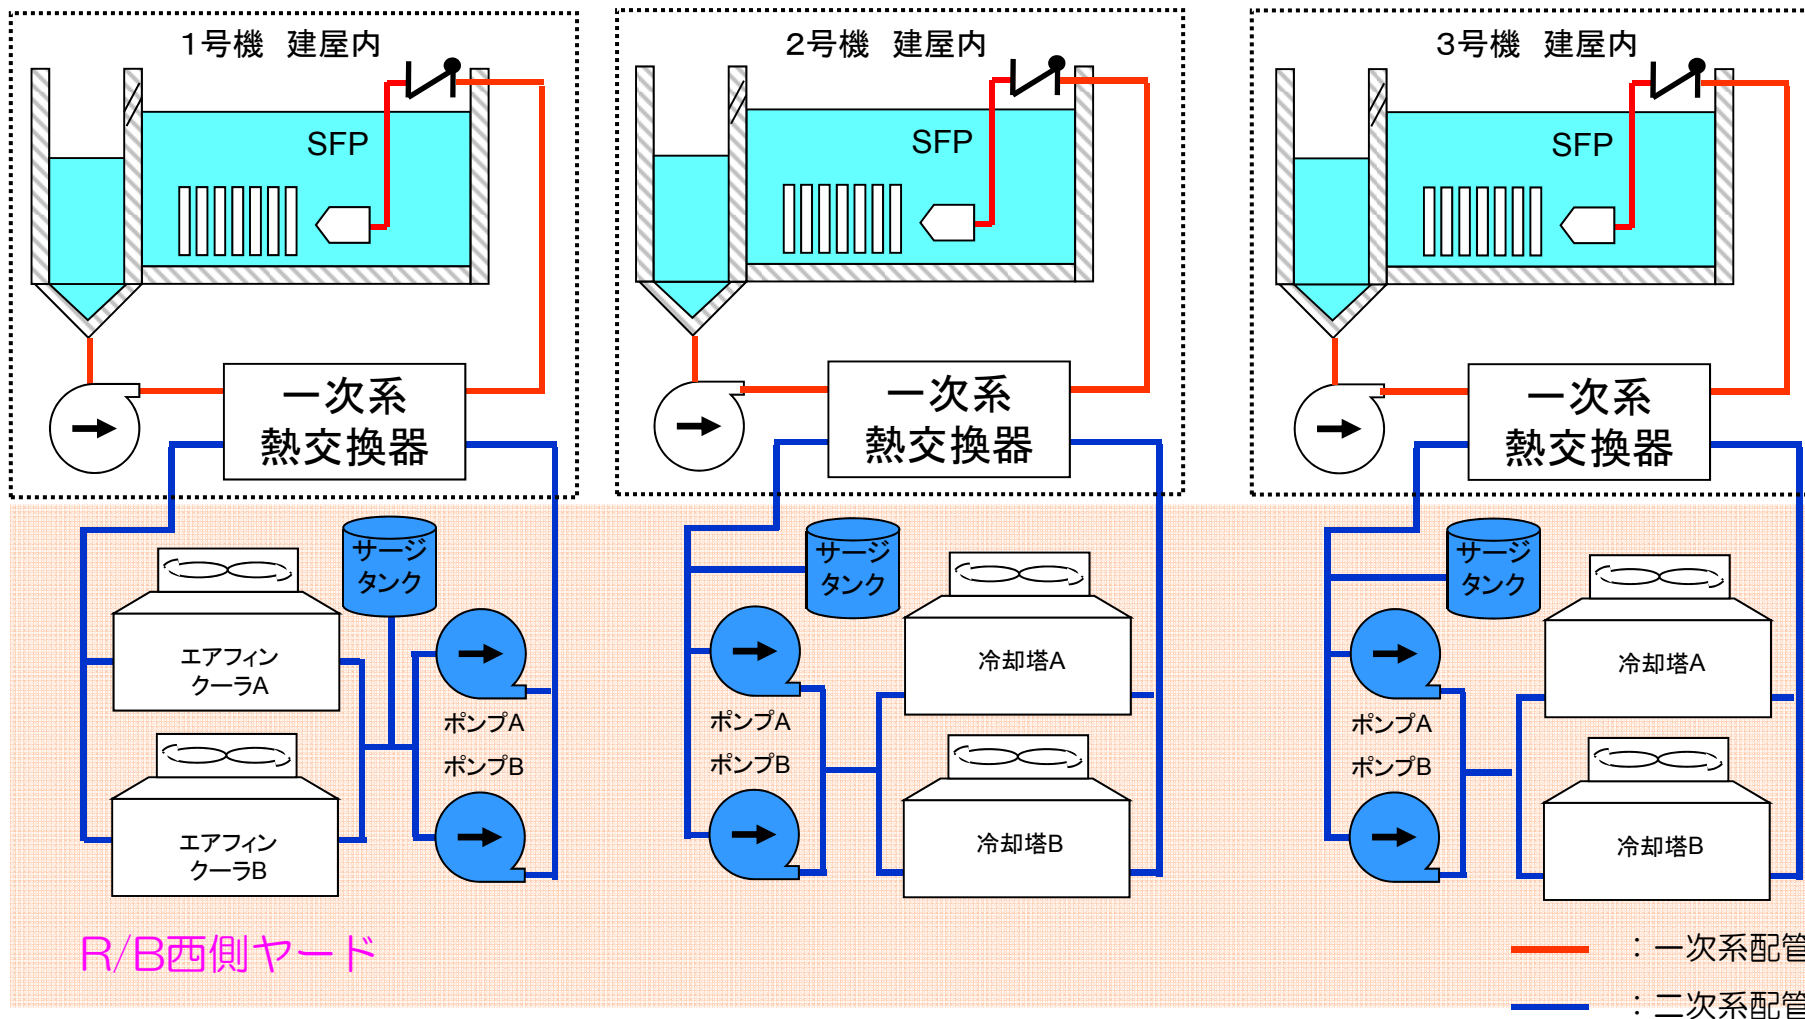 1号機　建屋内
SFP
一次系
熱交換器
サージ
タンク
エアフィン
クーラA
ポンプA
ポンプB
エアフィン
クーラB
2号機　建屋内
SFP
一次系
熱交換器
サージ
タンク
冷却塔A
ポンプA
ポンプB
冷却塔B
3号機　建屋内
SFP
一次系
熱交換器
サージ
タンク
冷却塔A
ポンプA
ポンプB
冷却塔B
R/B西側ヤード
：一次系配管
：二次系配管